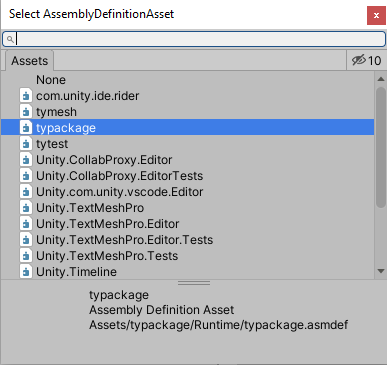 Select AssemblyDefinitionAsset
Assets
10
None
com.unity.ide.rider
tymesh
typackage
tytest
Unity.CollabProxy.Editor
Unity.CollabProxy.EditorTests
Unity.com.unity.vscode.Editor
Unity.TextMeshPro
Unity.TextMeshPro.Editor
Unity.TextMeshPro.Editor.Tests
Unity.TextMeshPro.Tests
Unity.Timeline
typackage
Assembly Definition Asset
Assets/typackage/Runtime/typackage.asmdef